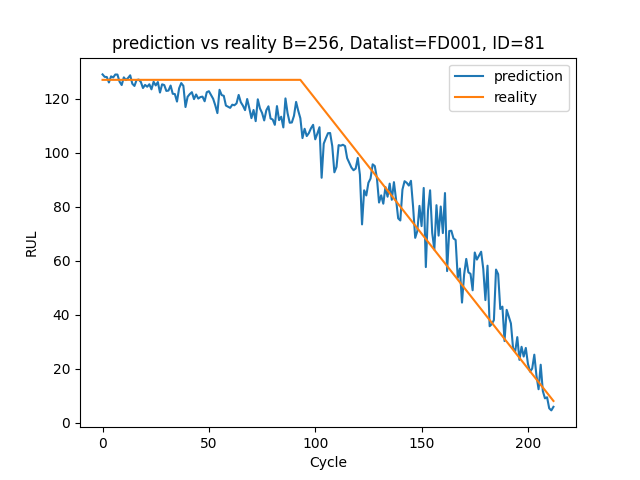 prediction vs reality B=256, Datalist=FD001, ID=81
prediction
reality
RUL
120
100
80
60
40
20
0
0 50 100 150 200
Cycle